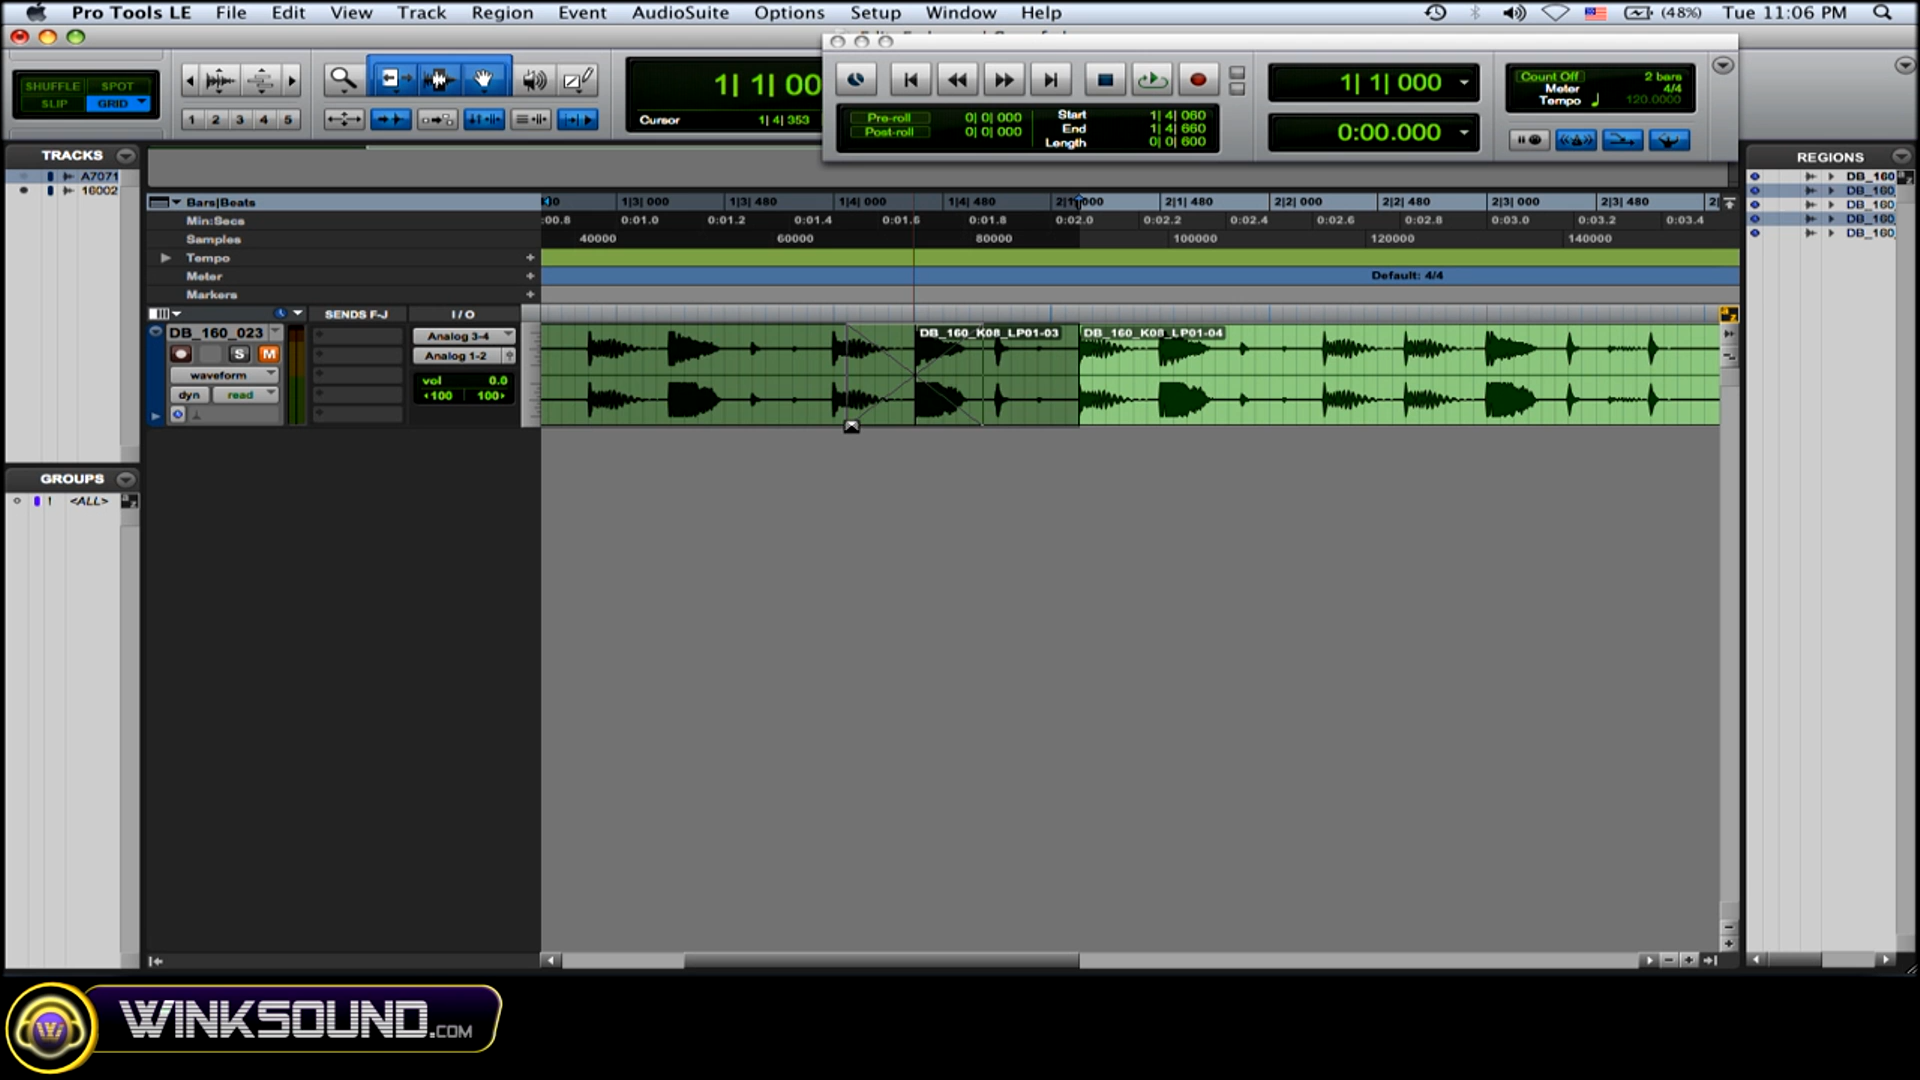 Pro Tools LE File Edit View Track Region Event AudioSuite Options Setup Window Help (48%) Tue 11:06 PM
SHUFFLE SPOT
SLIP GRID
1 2 3 4 5
1| 1| 00
Cursor 1| 4| 353
Pre-roll 0| 0| 000
Post-roll 0| 0| 000
Start 1| 4| 060
End 1| 4| 660
Length 0| 0| 600
1| 1| 000
0:00.000
Count Off 2 bars
Meter 4/4
Tempo 120.0000
TRACKS
A7071
16002
GROUPS
1 <ALL>
Bars|Beats 1|3| 000 1|3| 480 1|4| 000 1|4| 480 2|1| 480 2|2| 000 2|2| 480 2|3| 000 2|3| 480
Min:Secs :00.8 0:01.0 0:01.2 0:01.4 0:01.6 0:01.8 0:02.0 0:02.2 0:02.4 0:02.6 0:02.8 0:03.0 0:03.2 0:03.4
Samples 40000 60000 80000 100000 120000 140000
Tempo
Meter Default: 4/4
Markers
SENDS F-J I/O
DB_160_023
S M
waveform
dyn read
Analog 3-4
Analog 1-2
vol 0.0
100 100
DB_160_K08_LP01-03 DB_160_K08_LP01-04
REGIONS
DB_160
DB_160
DB_160
DB_160
DB_160
W WINKSOUND.COM